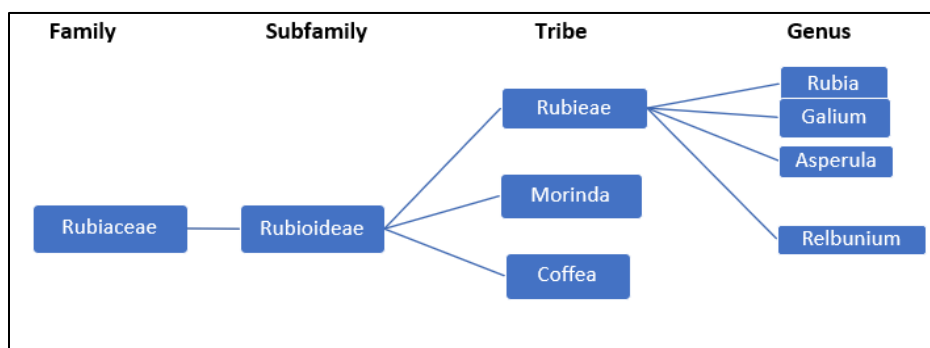 Family Subfamily Tribe Genus
Rubia
Rubieae Galium
Asperula
Morinda
Rubiaceae Rubioideae Relbunium
Coffea